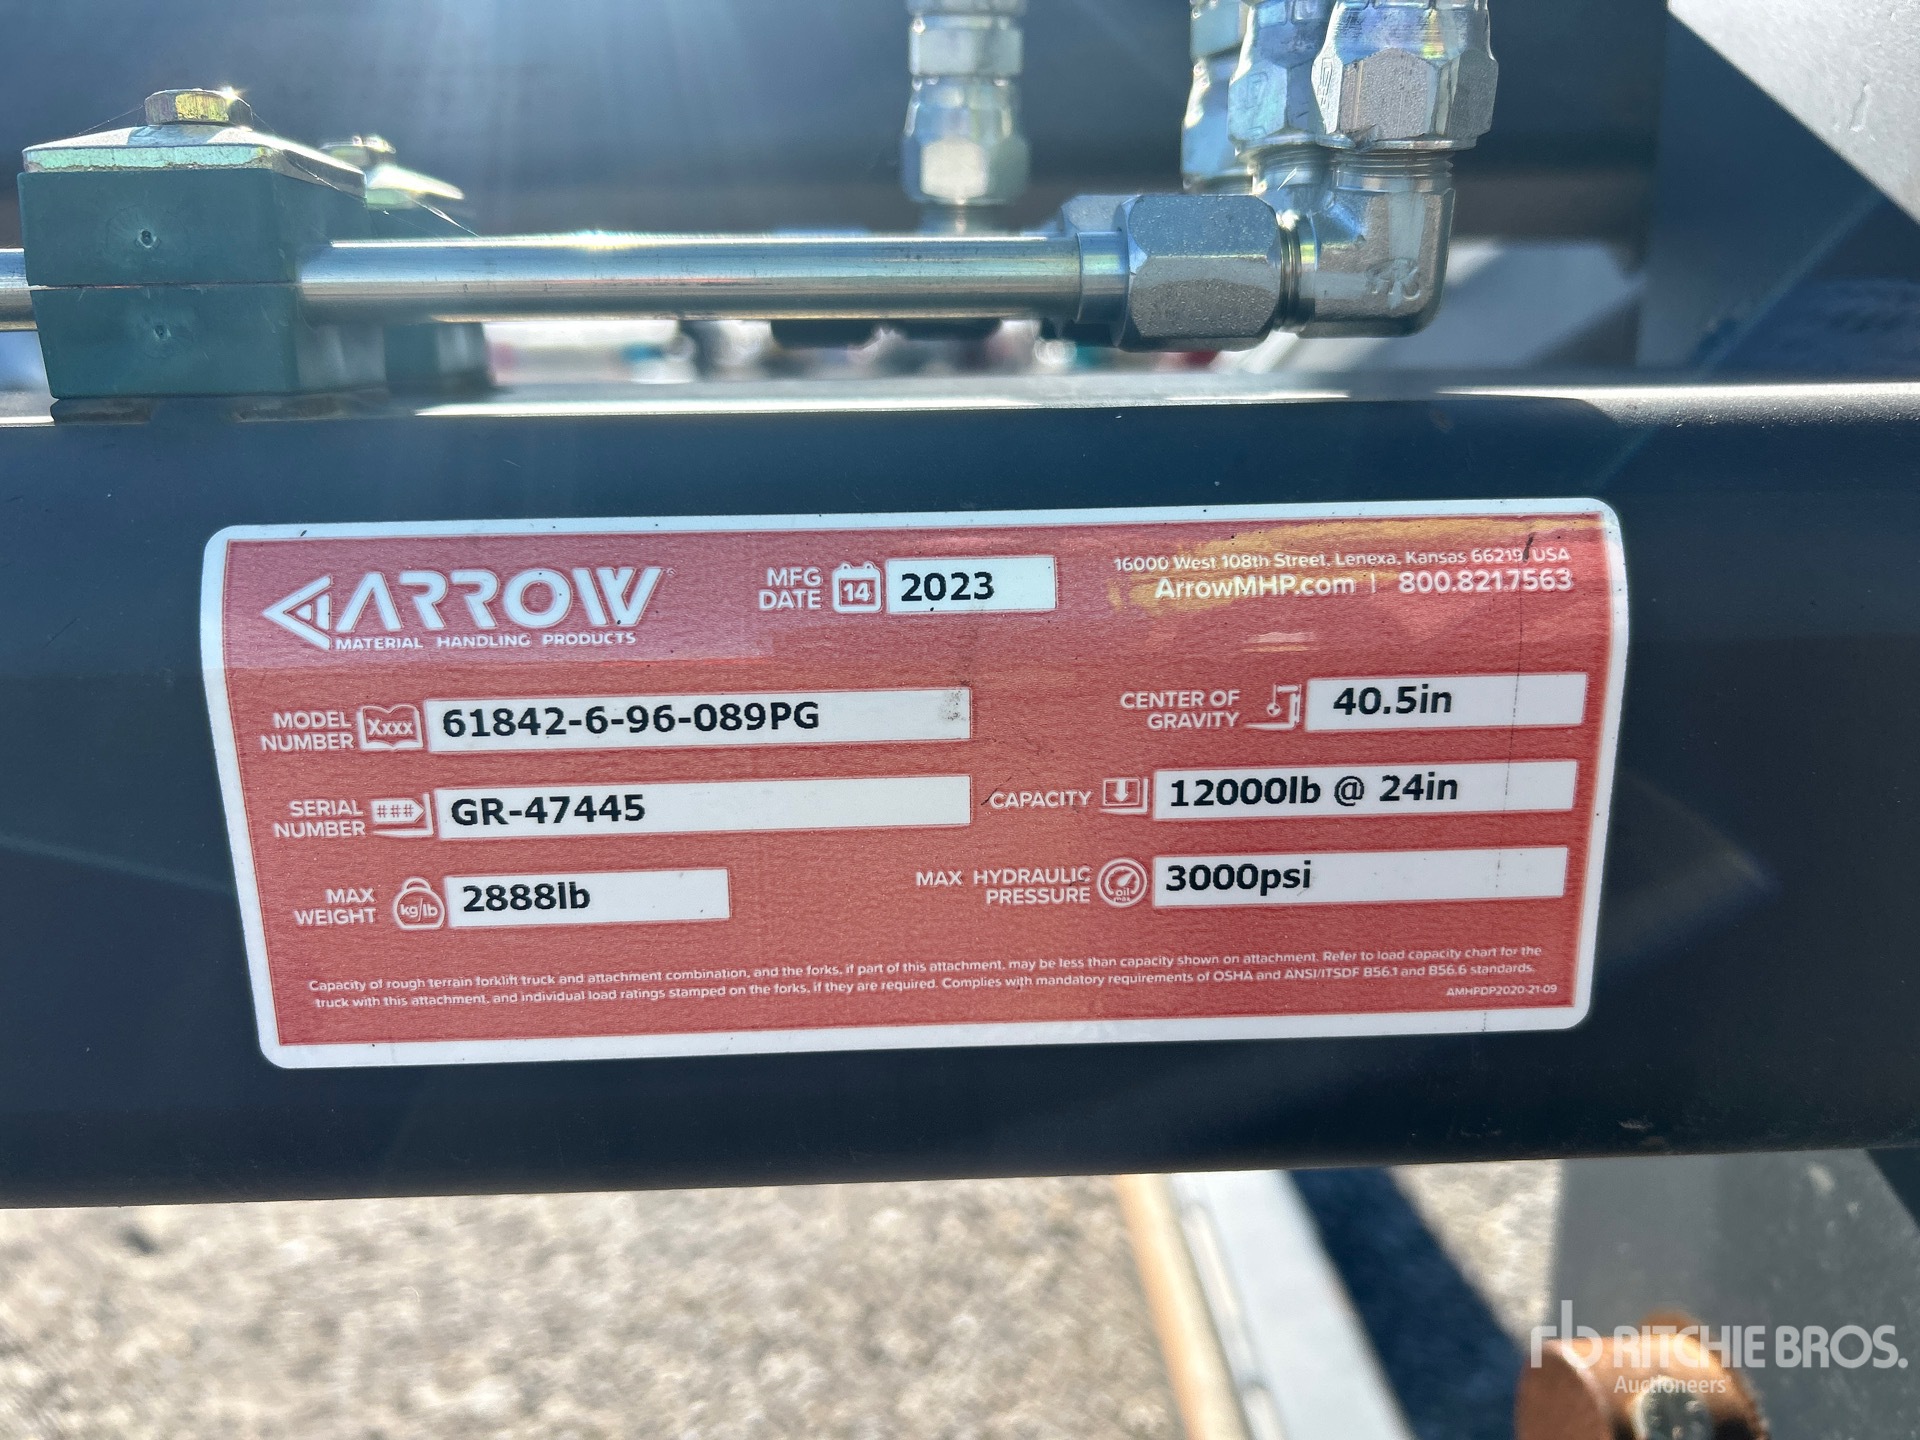 ARROW
MATERIAL HANDLING PRODUCTS
MFG DATE 14 2023
16000 West 108th Street, Lenexa, Kansas 66219, USA
ArrowMHP.com | 800.821.7563
MODEL NUMBER Xxxx 61842-6-96-089PG
CENTER OF GRAVITY 40.5in
SERIAL NUMBER ### GR-47445
CAPACITY 12000lb @ 24in
MAX WEIGHT kg/lb 2888lb
MAX HYDRAULIC PRESSURE oil max 3000psi
Capacity of rough terrain forklift truck and attachment combination, and the forks, if part of this attachment, may be less than capacity shown on attachment. Refer to load capacity chart for the
truck with this attachment, and individual load ratings stamped on the forks, if they are required. Complies with mandatory requirements of OSHA and ANSI/ITSDF B56.1 and B56.6 standards.
AMHPDP2020-21-09
rb RITCHIE BROS.
Auctioneers